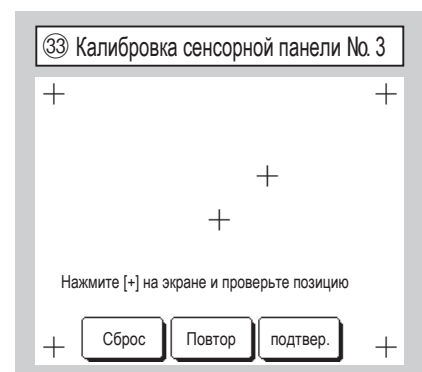 ㉝ Калибровка сенсорной панели No. 3
Нажмите [+] на экране и проверьте позицию
Сброс Повтор подтвер.